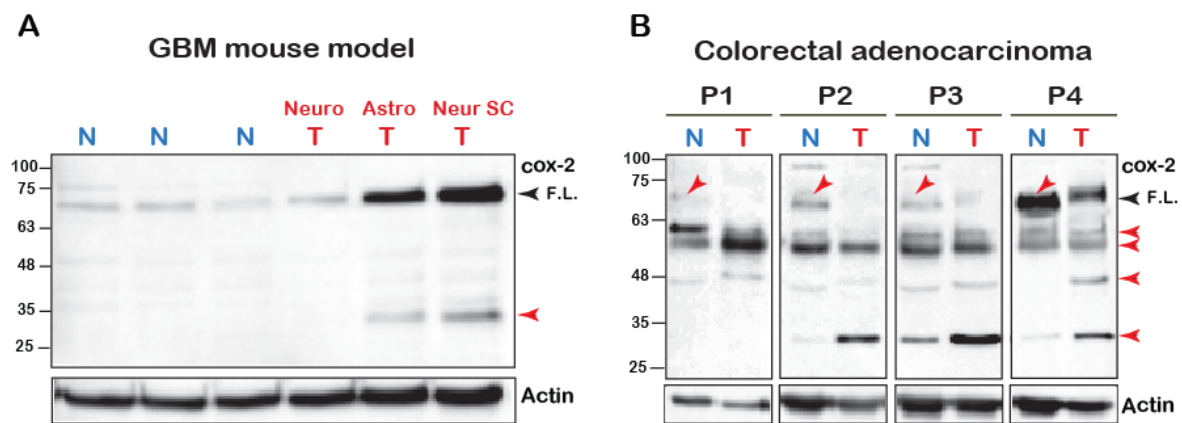 A
GBM mouse model
Neuro Astro Neur SC
N N N T T T
100
75
63
48
35
25
cox-2
F.L.
Actin
B
Colorectal adenocarcinoma
P1 P2 P3 P4
N T N T N T N T
100
75
63
48
35
25
cox-2
F.L.
Actin